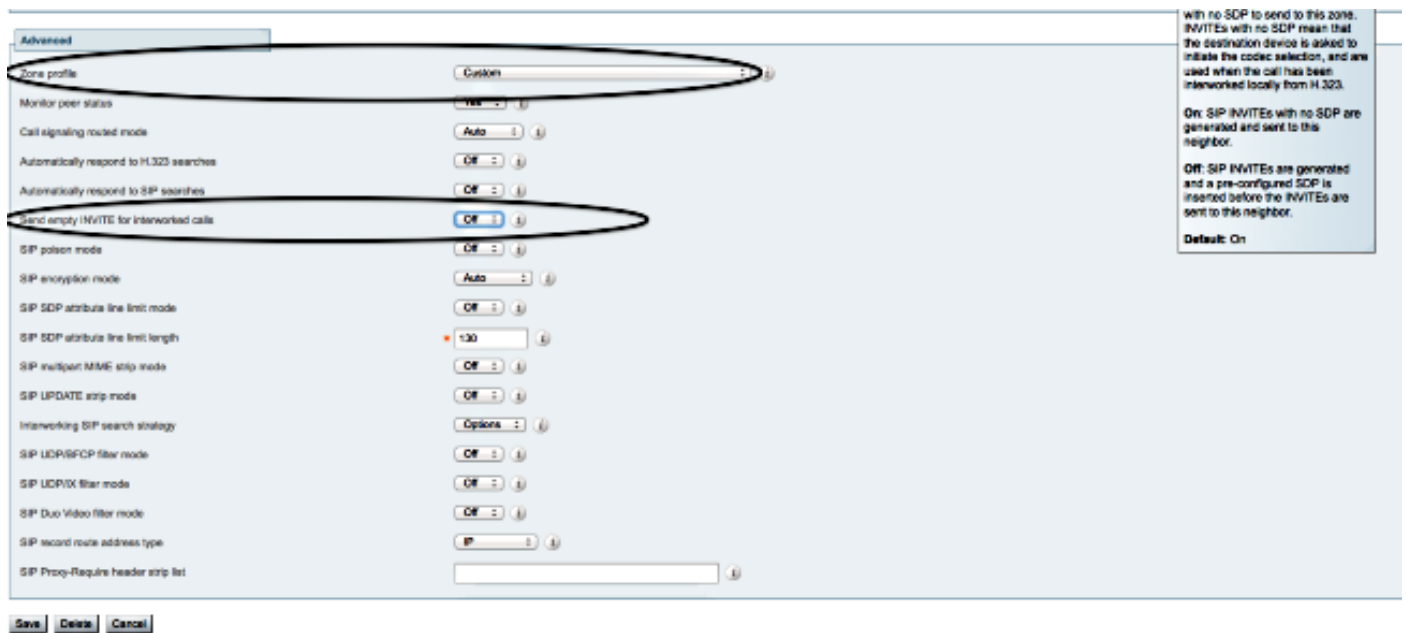 with no SDP to send to this zone.
INVITEs with no SDP mean that
the destination device is asked to
initiate the codec selection, and are
used when the call has been
interworked locally from H.323.
On: SIP INVITEs with no SDP are
generated and sent to this
neighbor.
Off: SIP INVITEs are generated
and a pre-configured SDP is
inserted before the INVITEs are
sent to this neighbor.
Default: On
Advanced
Zone profile Custom
Monitor peer status Yes
Call signaling routed mode Auto
Automatically respond to H.323 searches Off
Automatically respond to SIP searches Off
Send empty INVITE for interworked calls Off
SIP poison mode Off
SIP encryption mode Auto
SIP SDP attribute line limit mode Off
SIP SDP attribute line limit length * 130
SIP multipart MIME strip mode Off
SIP UPDATE strip mode Off
Interworking SIP search strategy Options
SIP UDP/BFCP filter mode Off
SIP UDP/IX filter mode Off
SIP Duo Video filter mode Off
SIP record route address type IP
SIP Proxy-Require header strip list
Save Delete Cancel